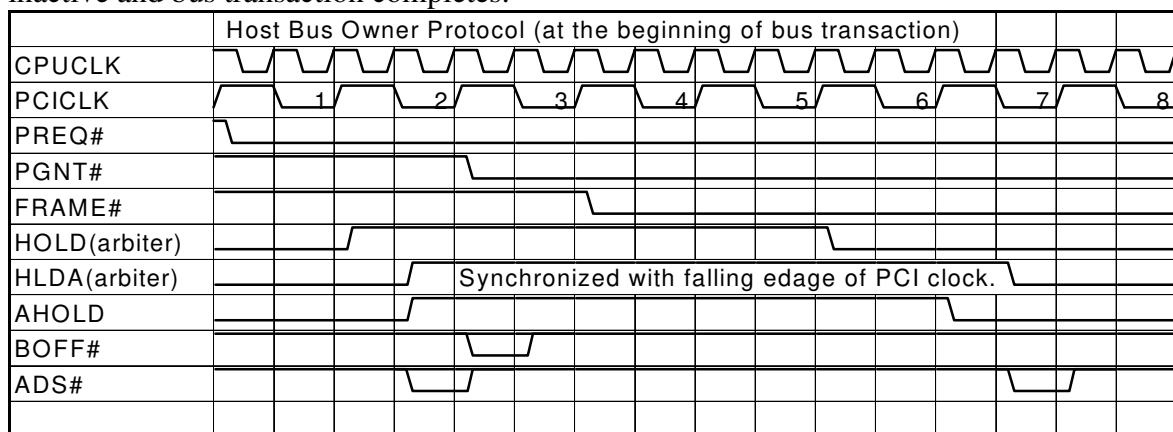 inactive and bus transaction completes.
Host Bus Owner Protocol (at the beginning of bus transaction)
CPUCLK
PCICLK 1 2 3 4 5 6 7 8
PREQ#
PGNT#
FRAME#
HOLD(arbiter)
HLDA(arbiter) Synchronized with falling edage of PCI clock.
AHOLD
BOFF#
ADS#